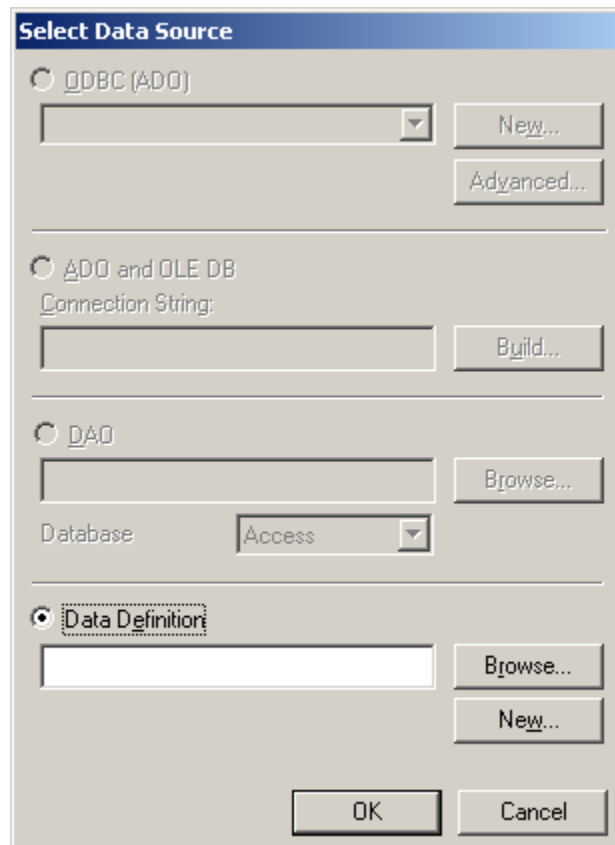 Select Data Source
ODBC (ADO)
New...
Advanced...
ADO and OLE DB
Connection String:
Build...
DAO
Browse...
Database Access
Data Definition
Browse...
New...
OK Cancel